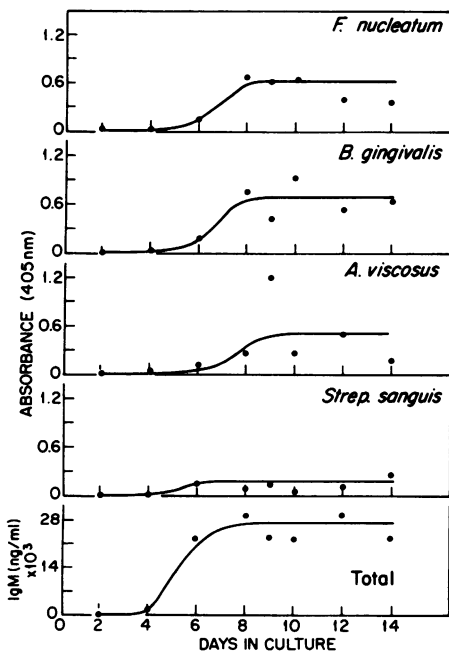 F. nucleatum
1.2
0.6
0
B. gingivalis
1.2
0.6
0
A. viscosus
1.2
0.6
0
Strep. sanguis
1.2
0.6
0
ABSORBANCE (405nm)
28
14
0
IgM (ng/ml)
x10³
Total
0 2 4 6 8 10 12 14
DAYS IN CULTURE